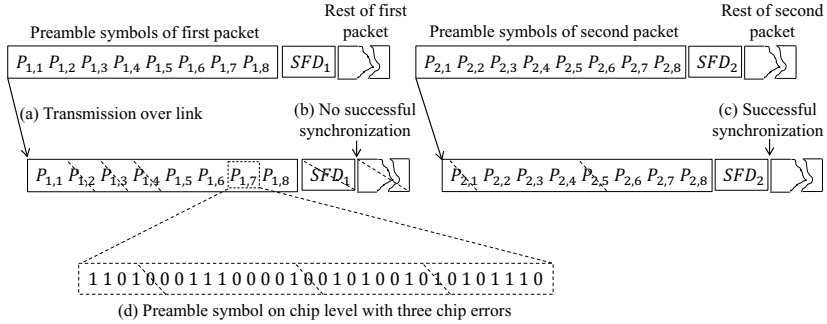 Preamble symbols of first packet
Rest of first packet
Preamble symbols of second packet
Rest of second packet
P1,1 P1,2 P1,3 P1,4 P1,5 P1,6 P1,7 P1,8 SFD1
P2,1 P2,2 P2,3 P2,4 P2,5 P2,6 P2,7 P2,8 SFD2
(a) Transmission over link
(b) No successful synchronization
(c) Successful synchronization
P1,1 P1,2 P1,3 P1,4 P1,5 P1,6 P1,7 P1,8 SFD1
P2,1 P2,2 P2,3 P2,4 P2,5 P2,6 P2,7 P2,8 SFD2
1 1 0 1 0 0 0 1 1 1 0 0 0 0 1 0 0 0 1 0 1 0 0 1 0 1 0 1 0 1 1 1 0
(d) Preamble symbol on chip level with three chip errors